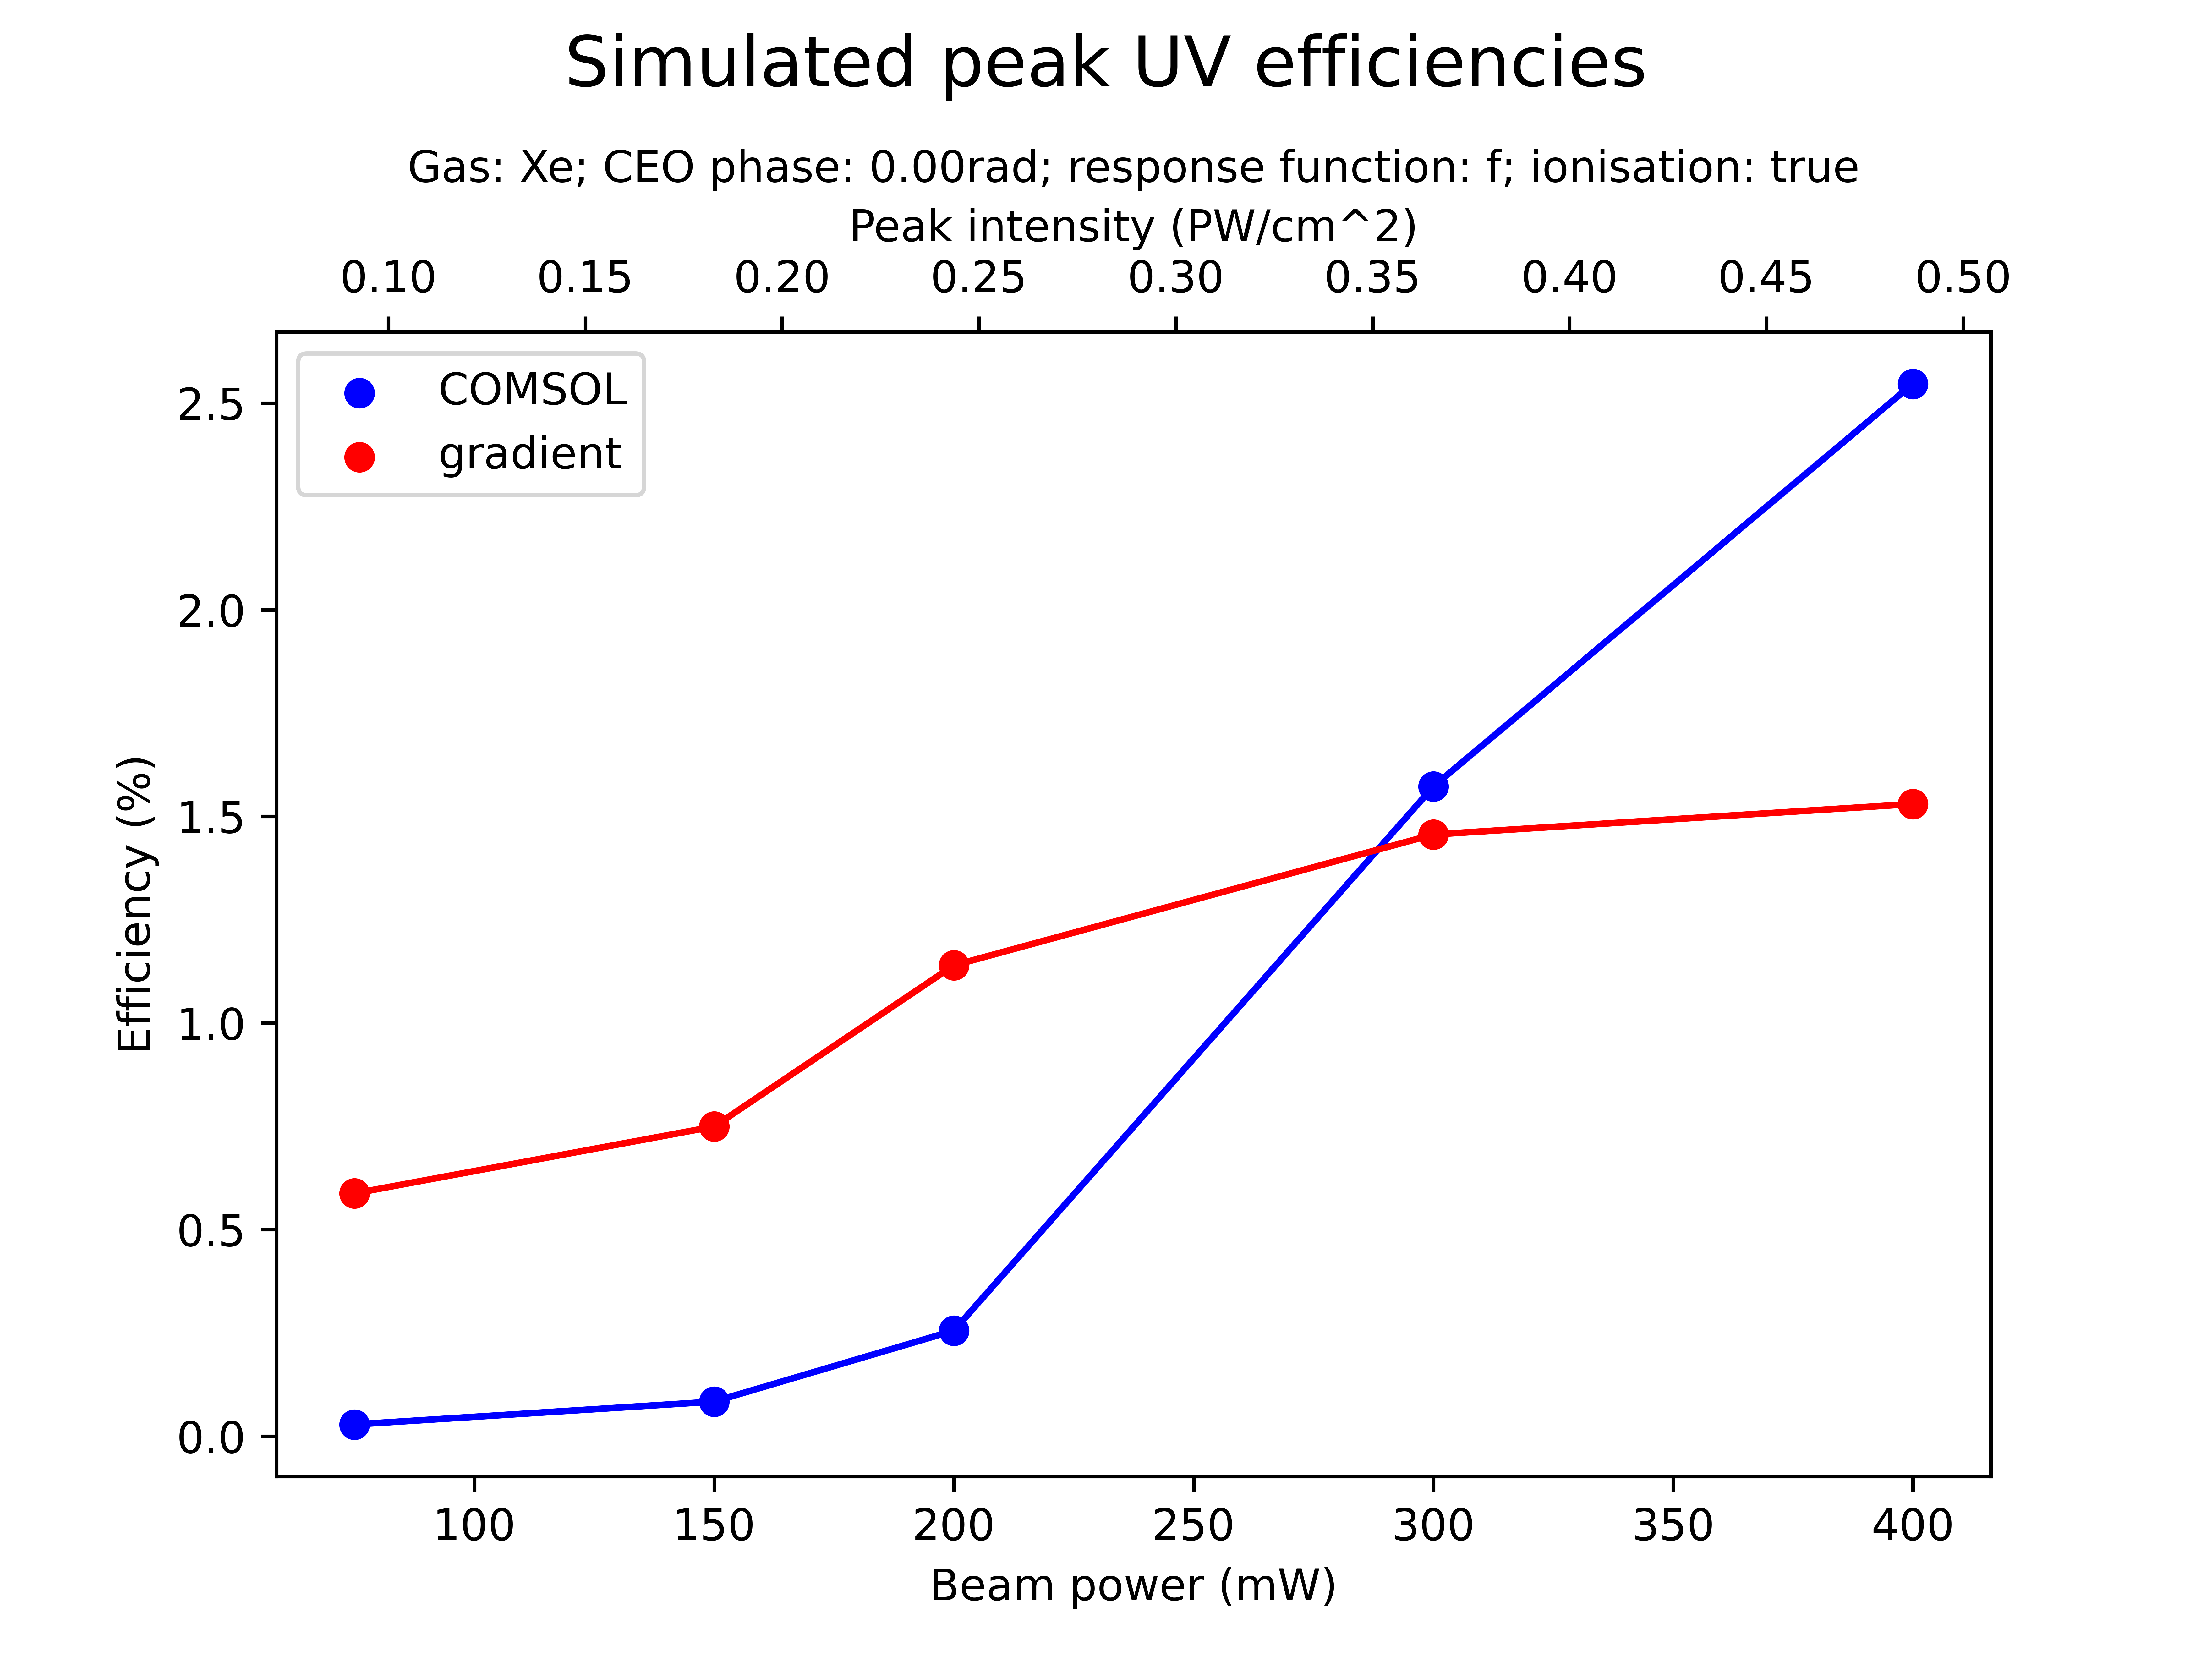 Simulated peak UV efficiencies
Gas: Xe; CEO phase: 0.00rad; response function: f; ionisation: true
Peak intensity (PW/cm^2)
0.10 0.15 0.20 0.25 0.30 0.35 0.40 0.45 0.50
COMSOL
gradient
2.5
2.0
1.5
1.0
0.5
0.0
Efficiency (%)
100 150 200 250 300 350 400
Beam power (mW)